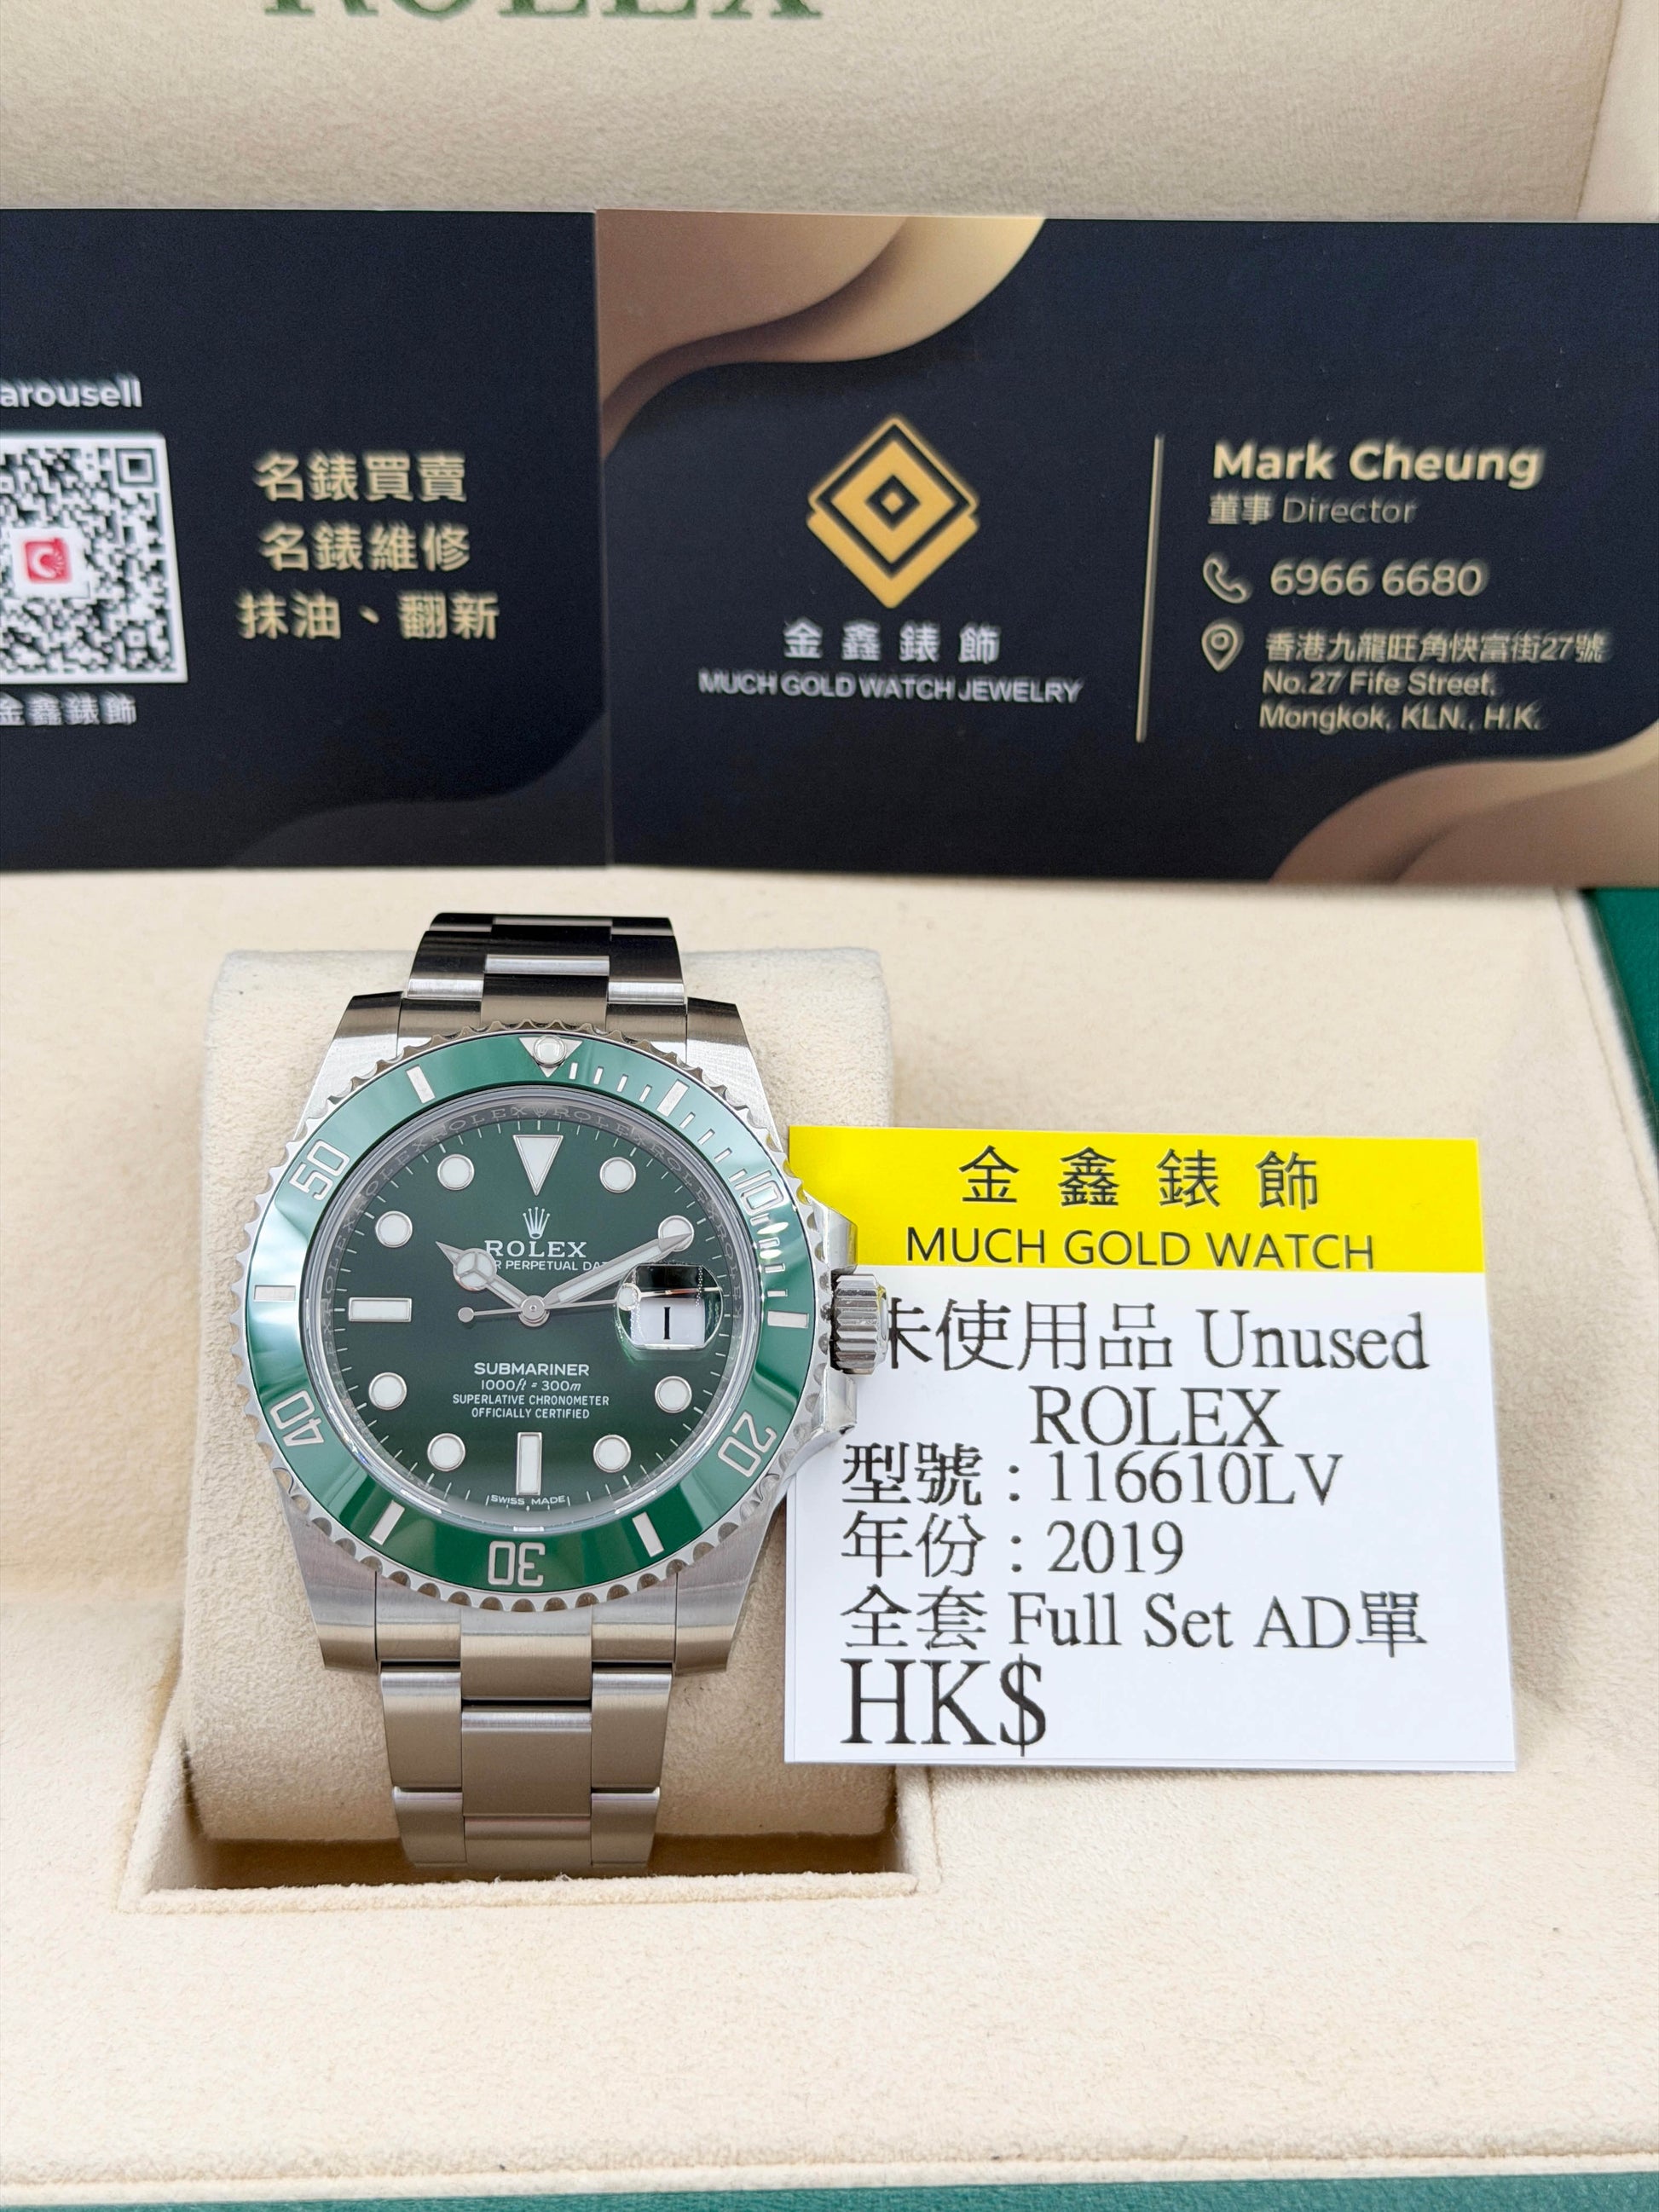 ROLEX
arousell
金鑫錶飾
名錶買賣
名錶維修
抹油、翻新
金鑫錶飾
MUCH GOLD WATCH JEWELRY
Mark Cheung
董事 Director
6966 6680
香港九龍旺角快富街27號
No.27 Fife Street,
Mongkok, KLN., H.K.
50
10
20
30
40
ROLEX
R PERPETUAL DAT
I
SUBMARINER
1000ft = 300m
SUPERLATIVE CHRONOMETER
OFFICIALLY CERTIFIED
SWISS MADE
金鑫錶飾
MUCH GOLD WATCH
未使用品 Unused
ROLEX
型號：116610LV
年份：2019
全套 Full Set AD單
HK$